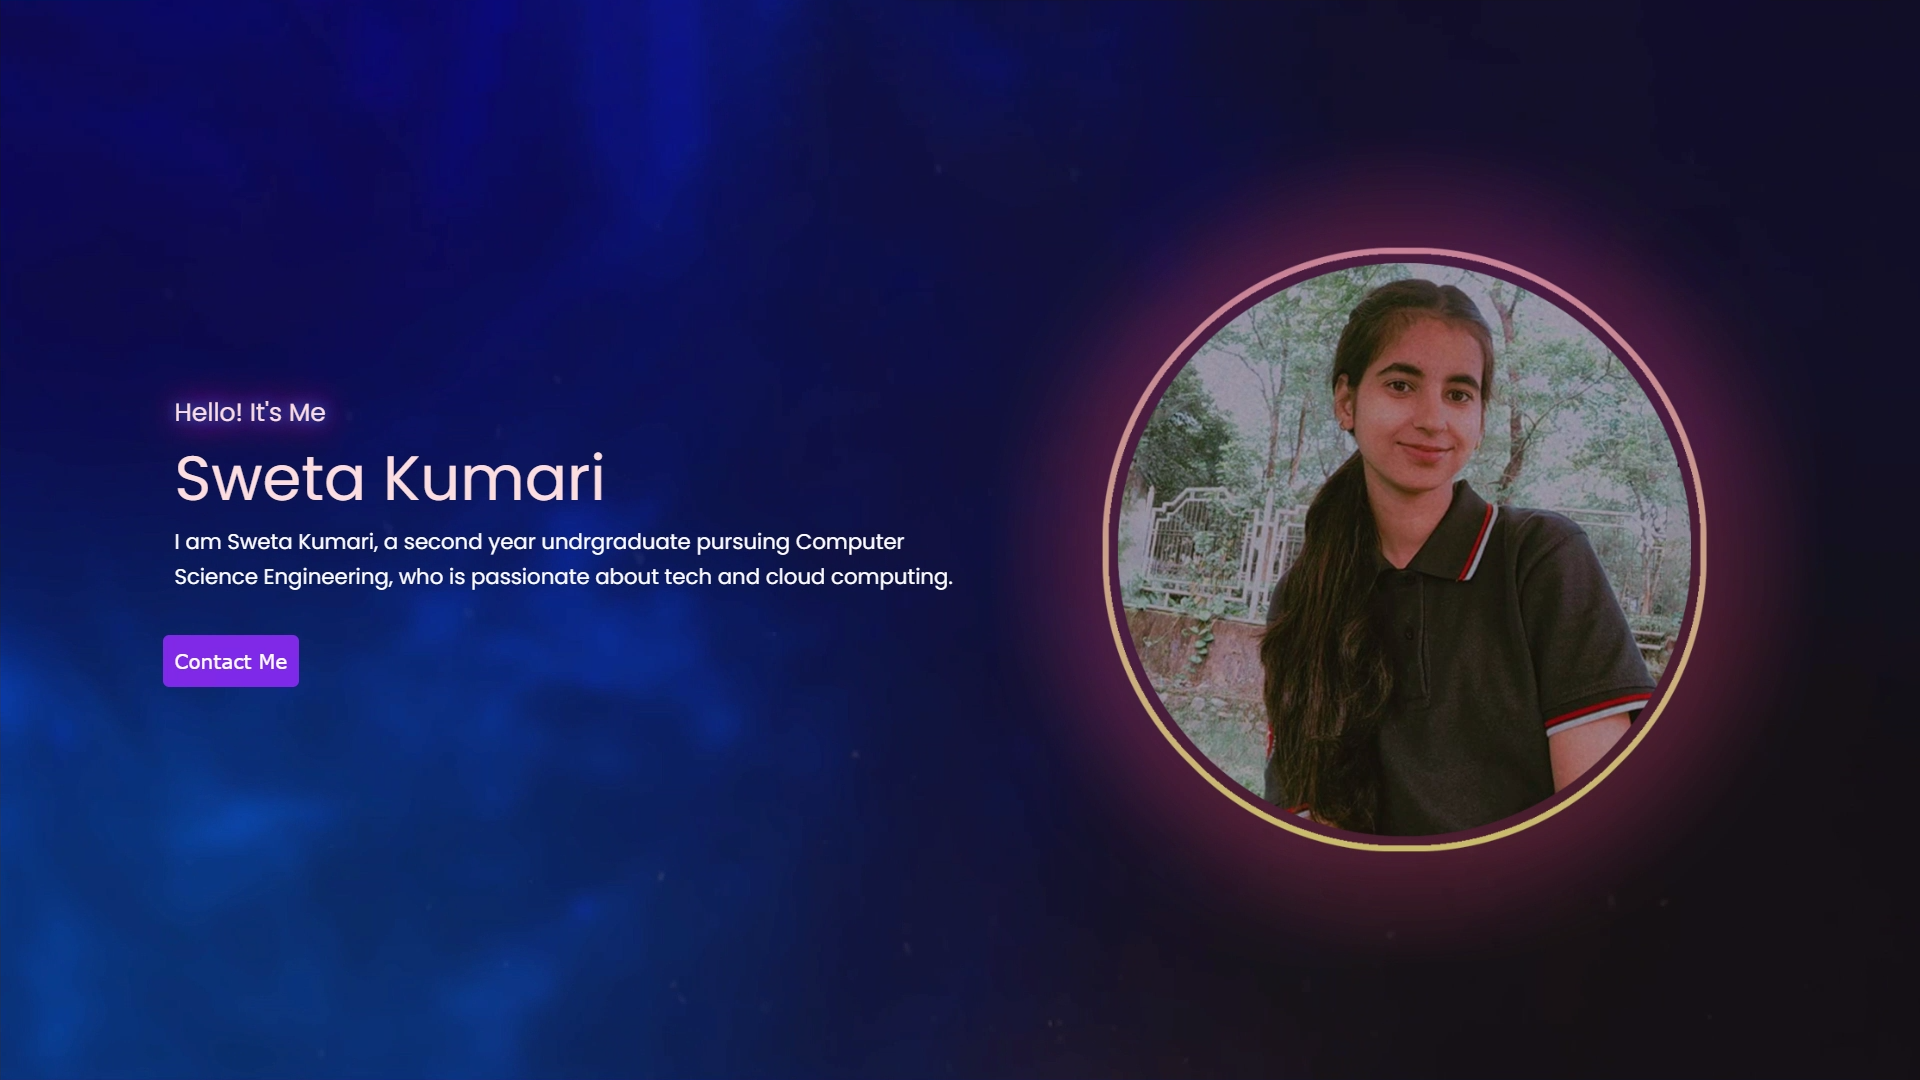 Hello! It's Me
Sweta Kumari
I am Sweta Kumari, a second year undrgraduate pursuing Computer
Science Engineering, who is passionate about tech and cloud computing.
Contact Me